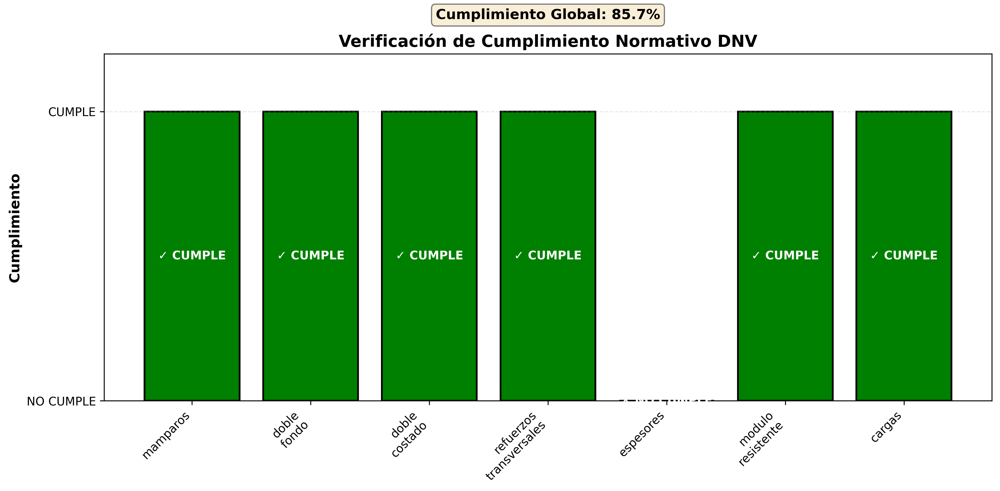 Cumplimiento Global: 85.7%
Verificación de Cumplimiento Normativo DNV
Cumplimiento
CUMPLE
NO CUMPLE
✓ CUMPLE
✓ CUMPLE
✓ CUMPLE
✓ CUMPLE
✓ CUMPLE
✓ CUMPLE
mamparos
doble
fondo
doble
costado
refuerzos
transversales
espesores
modulo
resistente
cargas